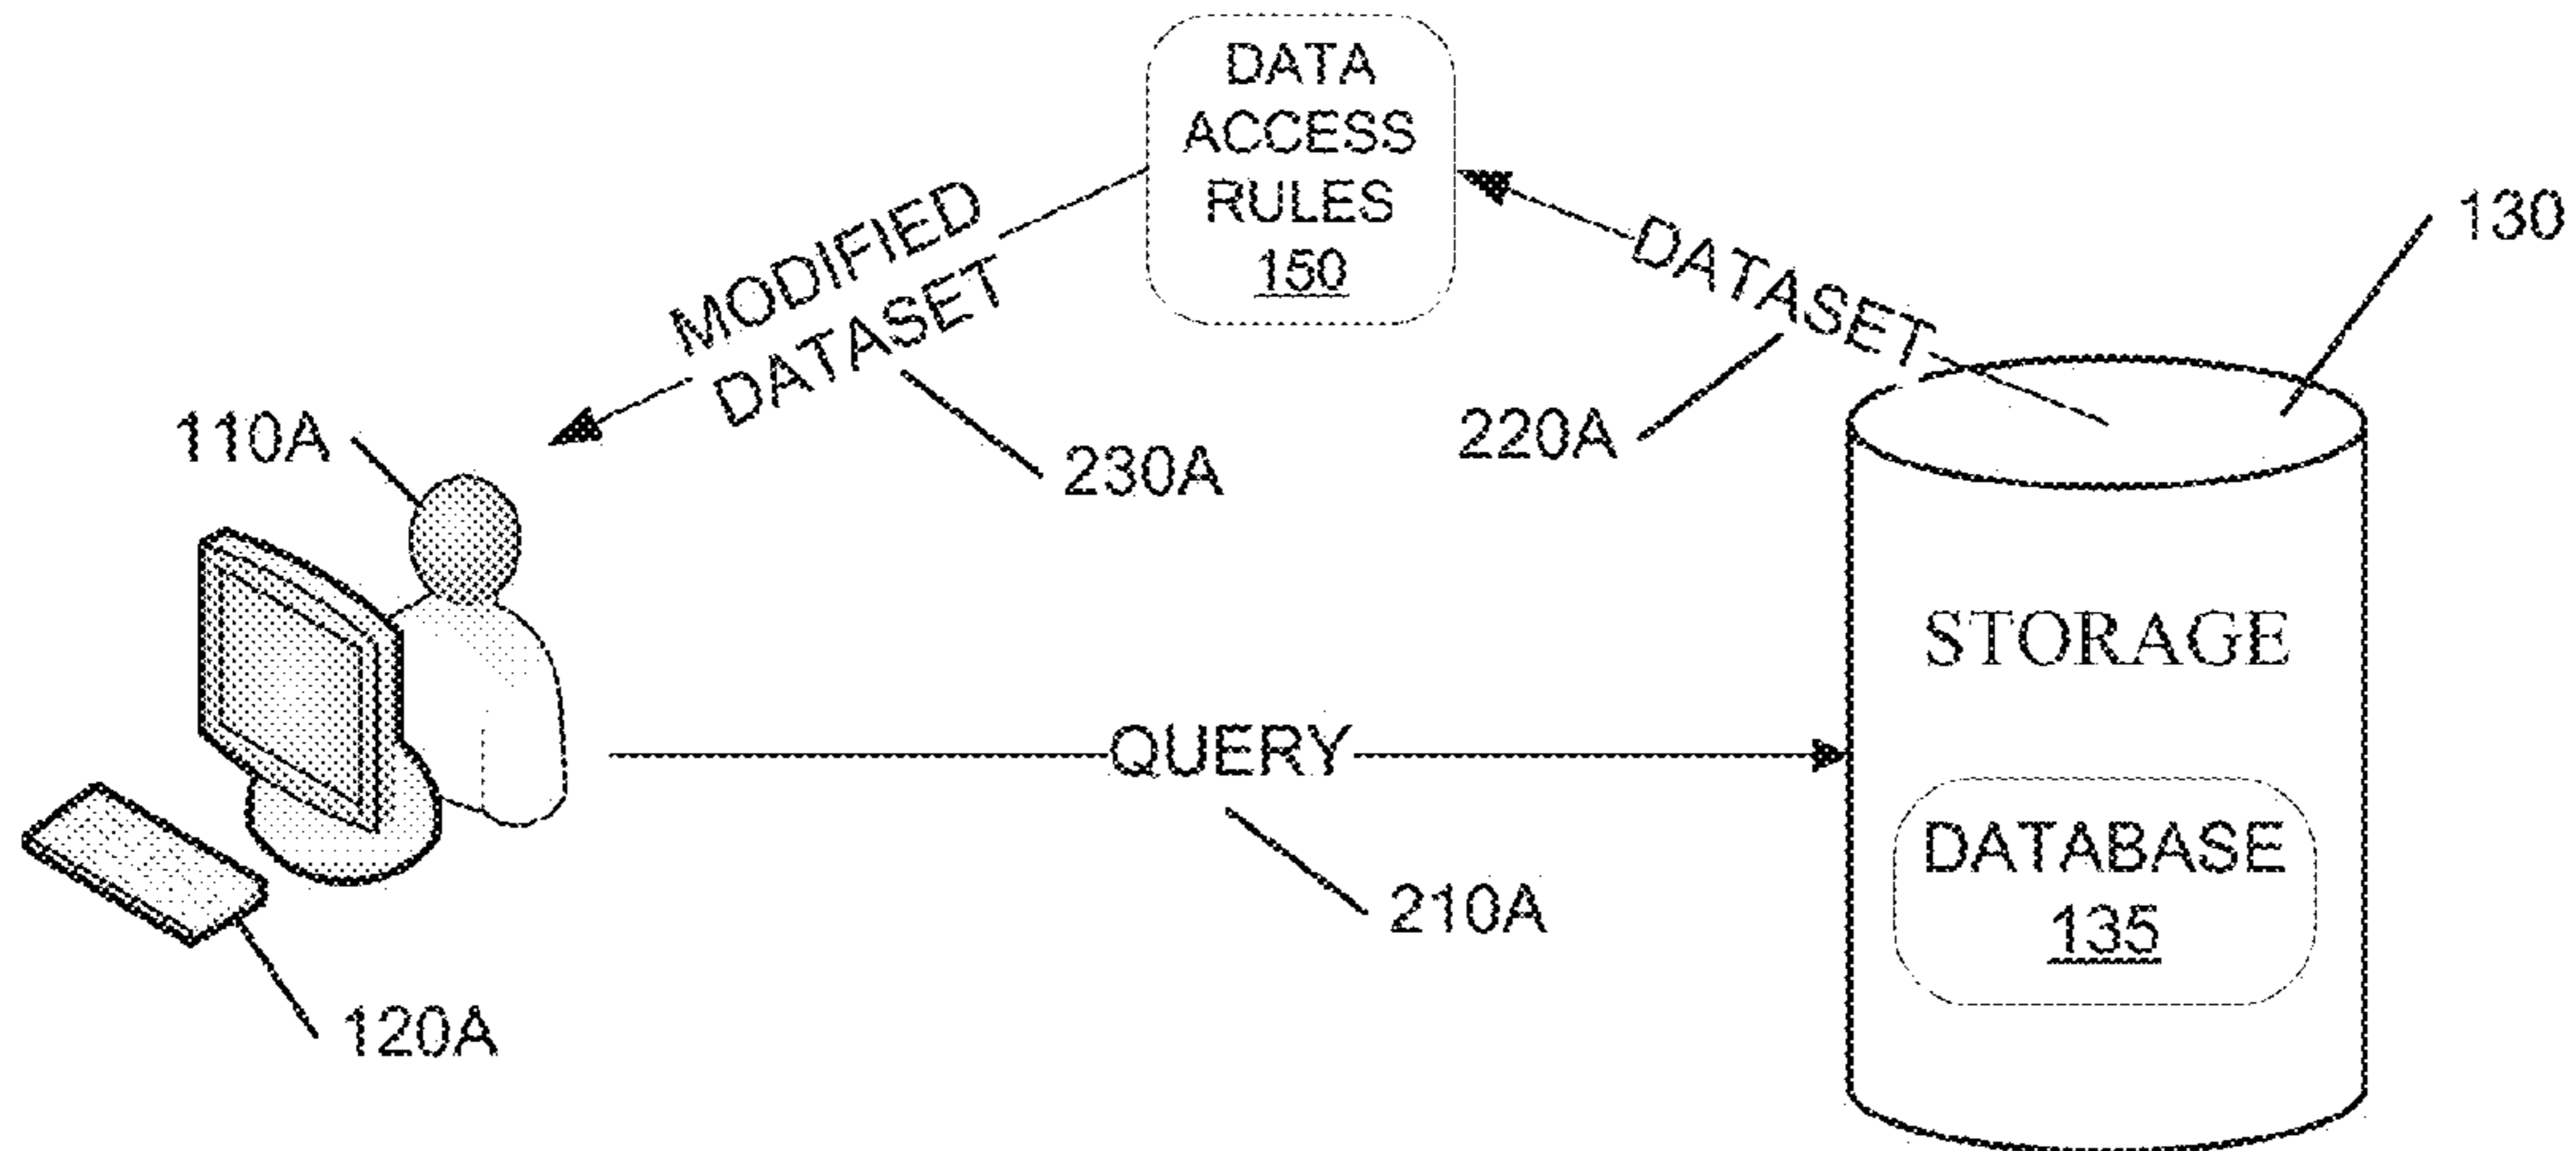 DATA
ACCESS
RULES
150
130
MODIFIED
DATASET
DATASET
110A
230A
220A
STORAGE
QUERY
DATABASE
135
210A
120A